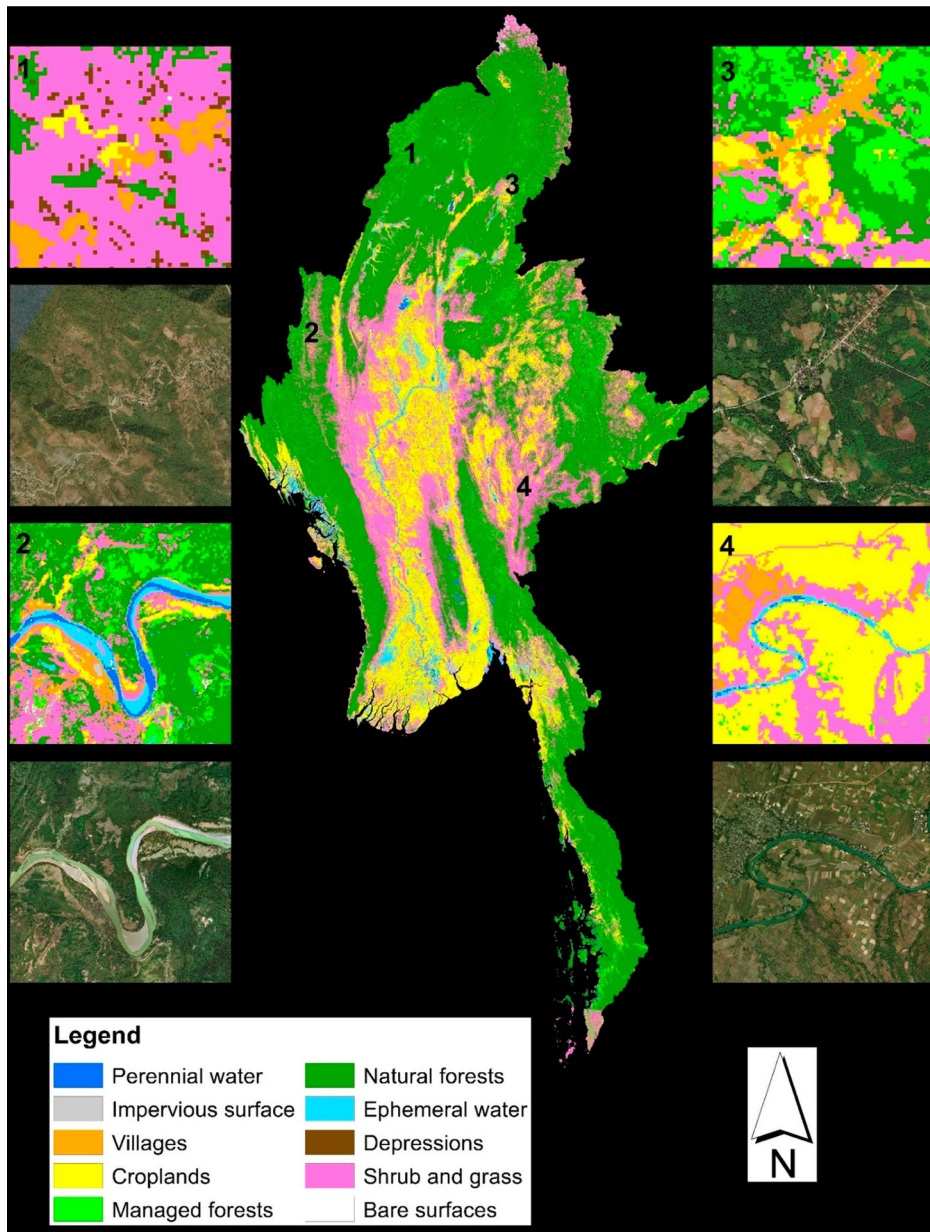 1
3
1
3
2
4
2
4
Legend
Perennial water
Natural forests
Impervious surface
Ephemeral water
Villages
Depressions
Croplands
Shrub and grass
Managed forests
Bare surfaces
N